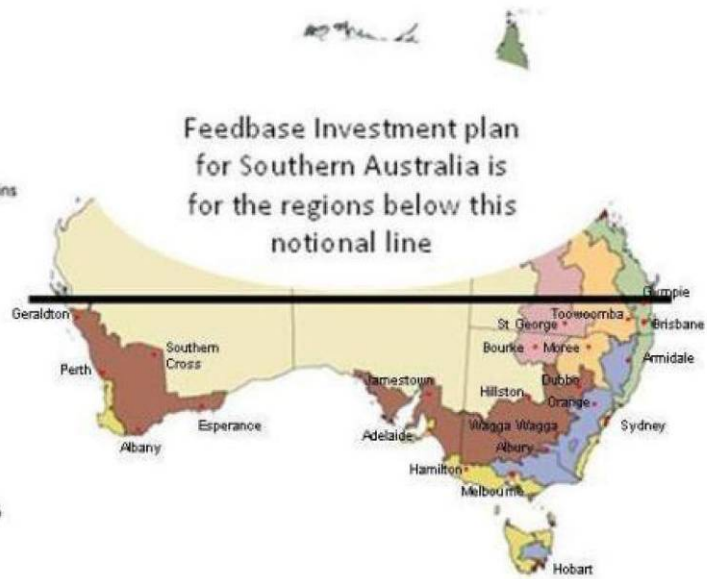 Feedbase Investment plan
for Southern Australia is
for the regions below this
notional line
ins
Gympie
Geraldton
St George
Toowoomba
Brisbane
Bourke
Moree
Armidale
Southern
Cross
Perth
Jamestown
Hillston
Dubbo
Orange
Esperance
Adelaide
Wagga Wagga
Sydney
Albany
Albury
Hamilton
Melbourne
Hobart